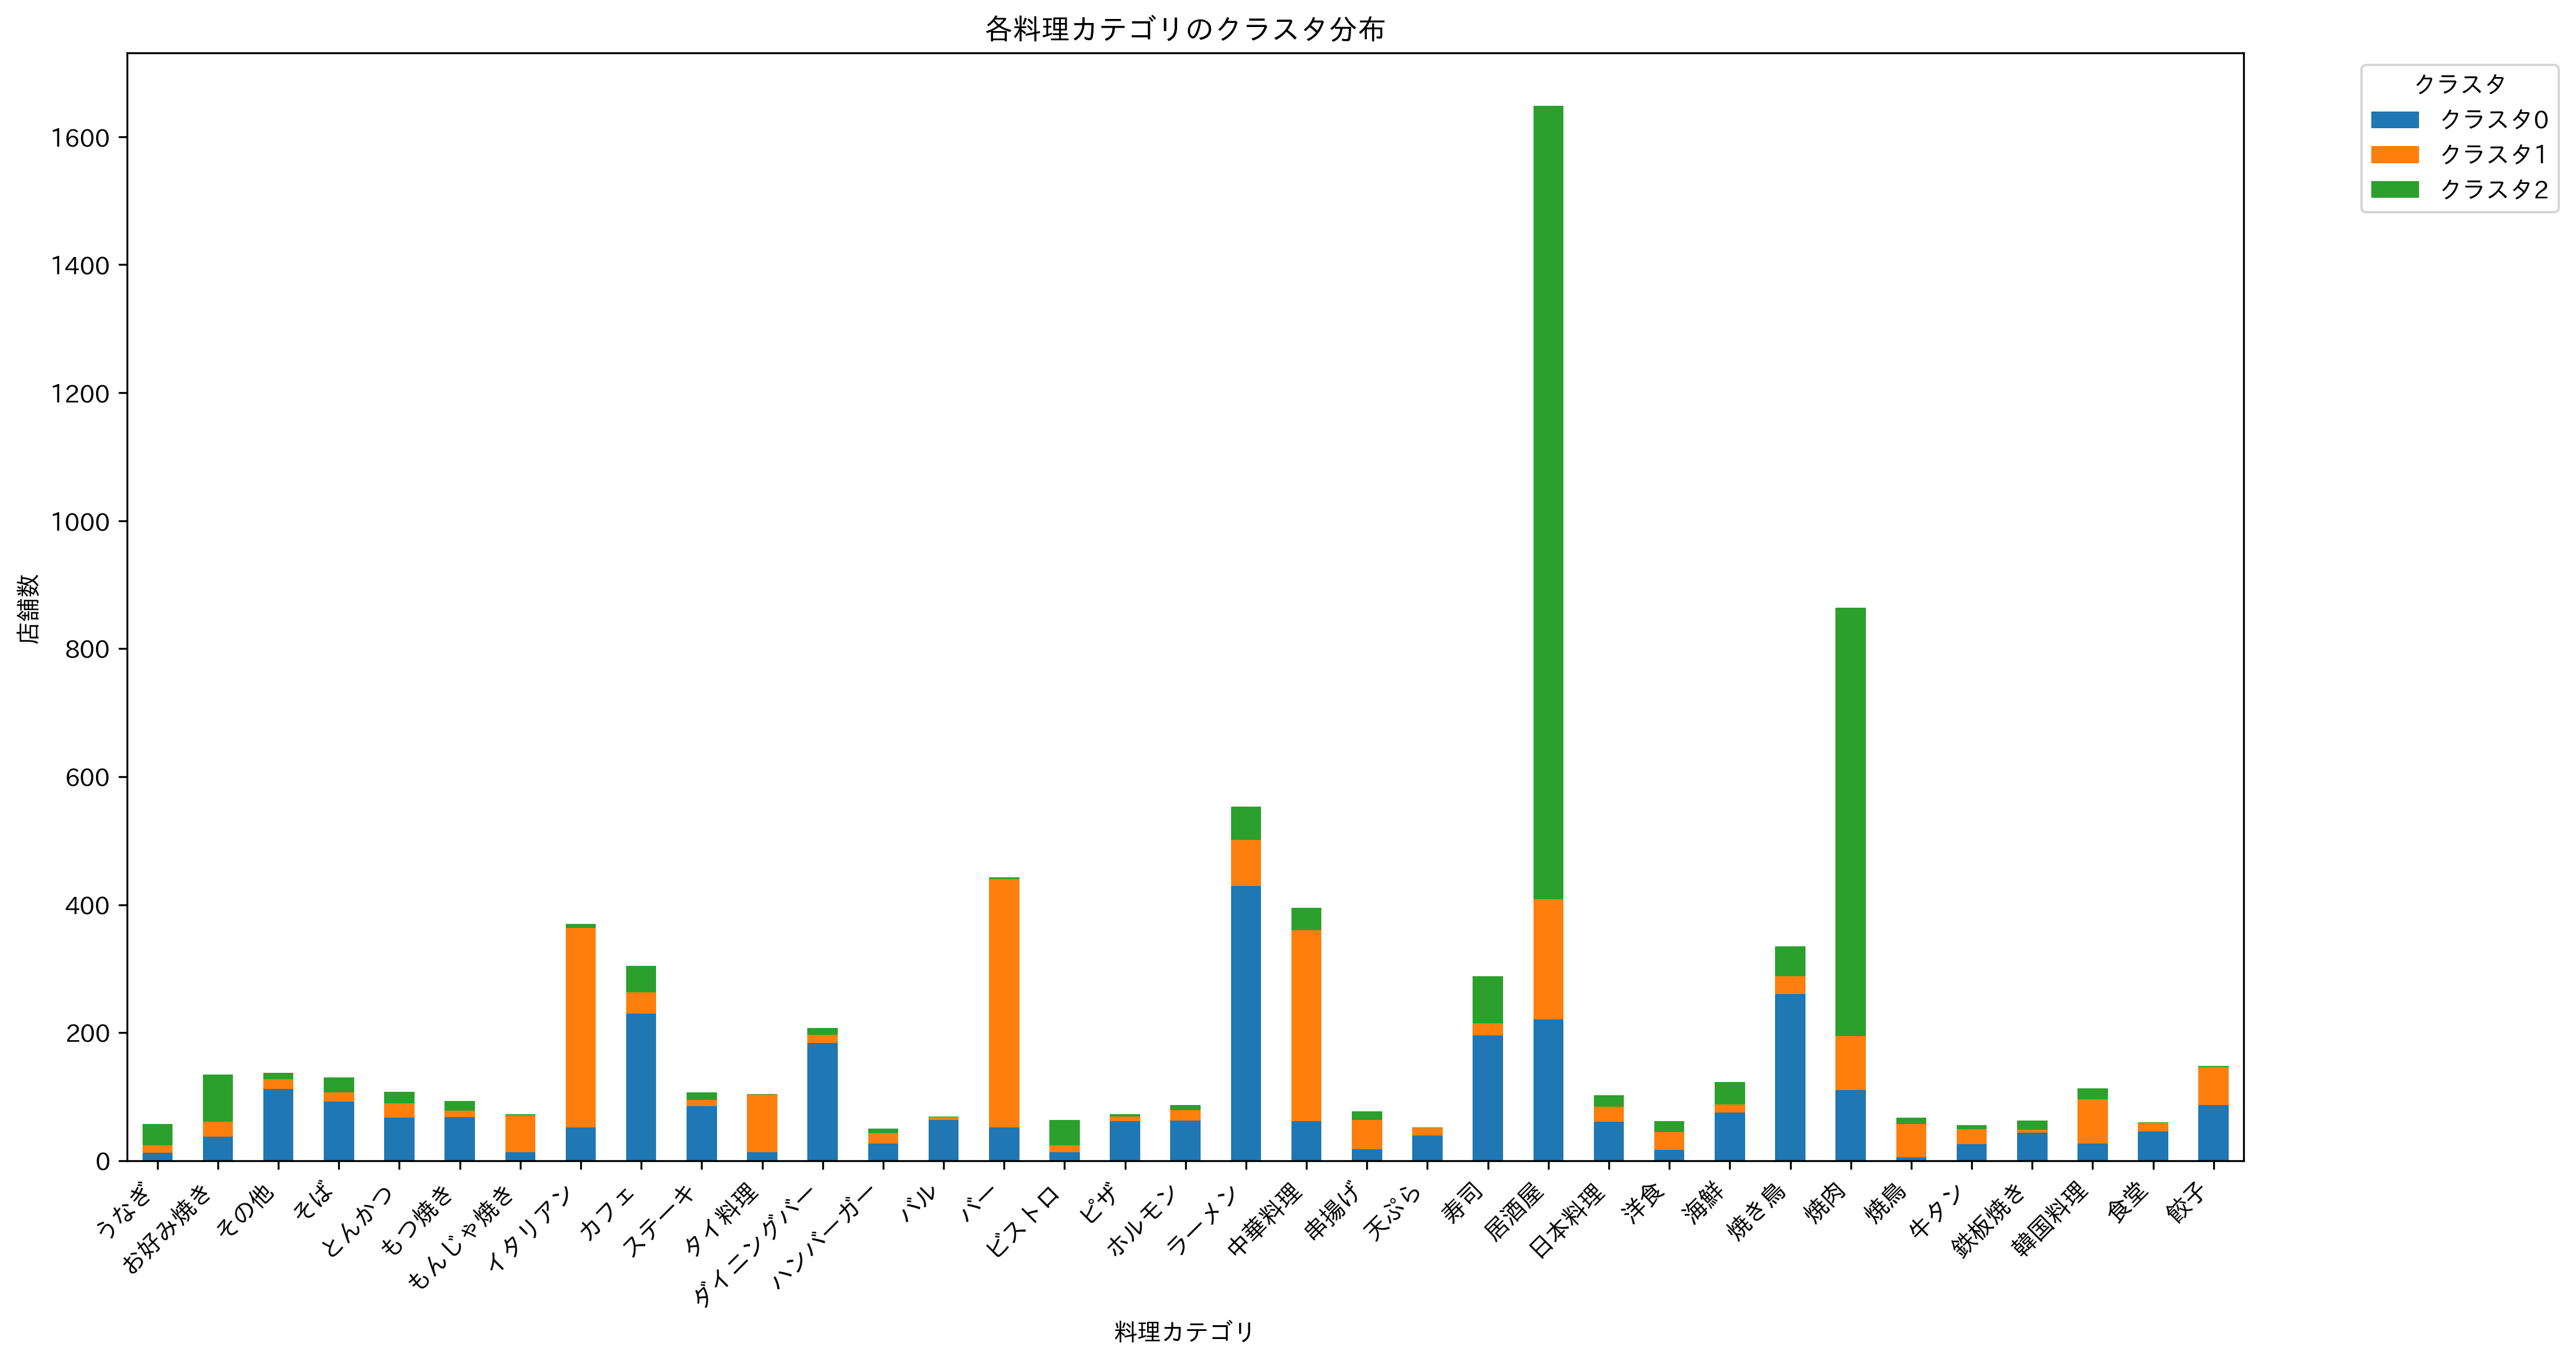 各料理カテゴリのクラスタ分布
クラスタ
クラスタ0
クラスタ1
クラスタ2
店舗数
1600
1400
1200
1000
800
600
400
200
0
うなぎ
お好み焼き
その他
そば
とんかつ
もつ焼き
もんじゃ焼き
イタリアン
カフェ
ステーキ
タイ料理
ダイニングバー
ハンバーガー
バル
バー
ビストロ
ピザ
ホルモン
ラーメン
中華料理
串揚げ
天ぷら
寿司
居酒屋
日本料理
洋食
海鮮
焼き鳥
焼肉
焼鳥
牛タン
鉄板焼き
韓国料理
食堂
餃子
料理カテゴリ